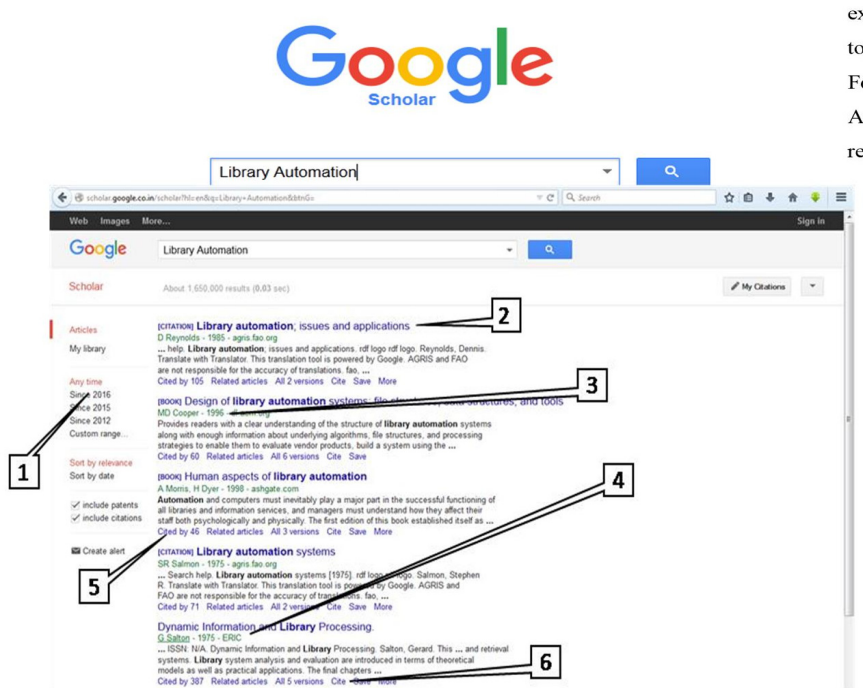 ex
to
Fo
A
re
Google
Scholar
Library Automation
scholar.google.co.in/scholar?hl=en&q=Library+Automation&btnG=
Search
Web Images More...
Sign in
Google
Library Automation
Scholar
About 1,650,000 results (0.03 sec)
My Citations
Articles
My library
Any time
Since 2016
Since 2015
Since 2012
Custom range...
Sort by relevance
Sort by date
include patents
include citations
Create alert
[CITATION] Library automation; issues and applications
D Reynolds - 1985 - agris.fao.org
... help. Library automation; issues and applications. rdf logo rdf logo. Reynolds, Dennis.
Translate with Translator. This translation tool is powered by Google. AGRIS and FAO
are not responsible for the accuracy of translations. fao, ...
Cited by 105 Related articles All 2 versions Cite Save More
[BOOK] Design of library automation systems: file structures, data structures, and tools
MD Cooper - 1996 - dl.acm.org
Provides readers with a clear understanding of the structure of library automation systems
along with enough information about underlying algorithms, file structures, and processing
strategies to enable them to evaluate vendor products, build a system using the ...
Cited by 60 Related articles All 6 versions Cite Save
[BOOK] Human aspects of library automation
A Morris, H Dyer - 1998 - ashgate.com
Automation and computers must inevitably play a major part in the successful functioning of
all libraries and information services, and managers must understand how they affect their
staff both psychologically and physically. The first edition of this book established itself as ...
Cited by 46 Related articles All 3 versions Cite Save More
[CITATION] Library automation systems
SR Salmon - 1975 - agris.fao.org
... Search help. Library automation systems [1975]. rdf logo rdf logo. Salmon, Stephen
R. Translate with Translator. This translation tool is powered by Google. AGRIS and
FAO are not responsible for the accuracy of translations. fao, ...
Cited by 71 Related articles All 2 versions Cite Save More
Dynamic Information and Library Processing.
G Salton - 1975 - ERIC
... ISSN: N/A. Dynamic Information and Library Processing. Salton, Gerard. This ... and retrieval
systems. Library system analysis and evaluation are introduced in terms of theoretical
models as well as practical applications. The final chapters ...
Cited by 387 Related articles All 5 versions Cite Save More
1
2
3
4
5
6